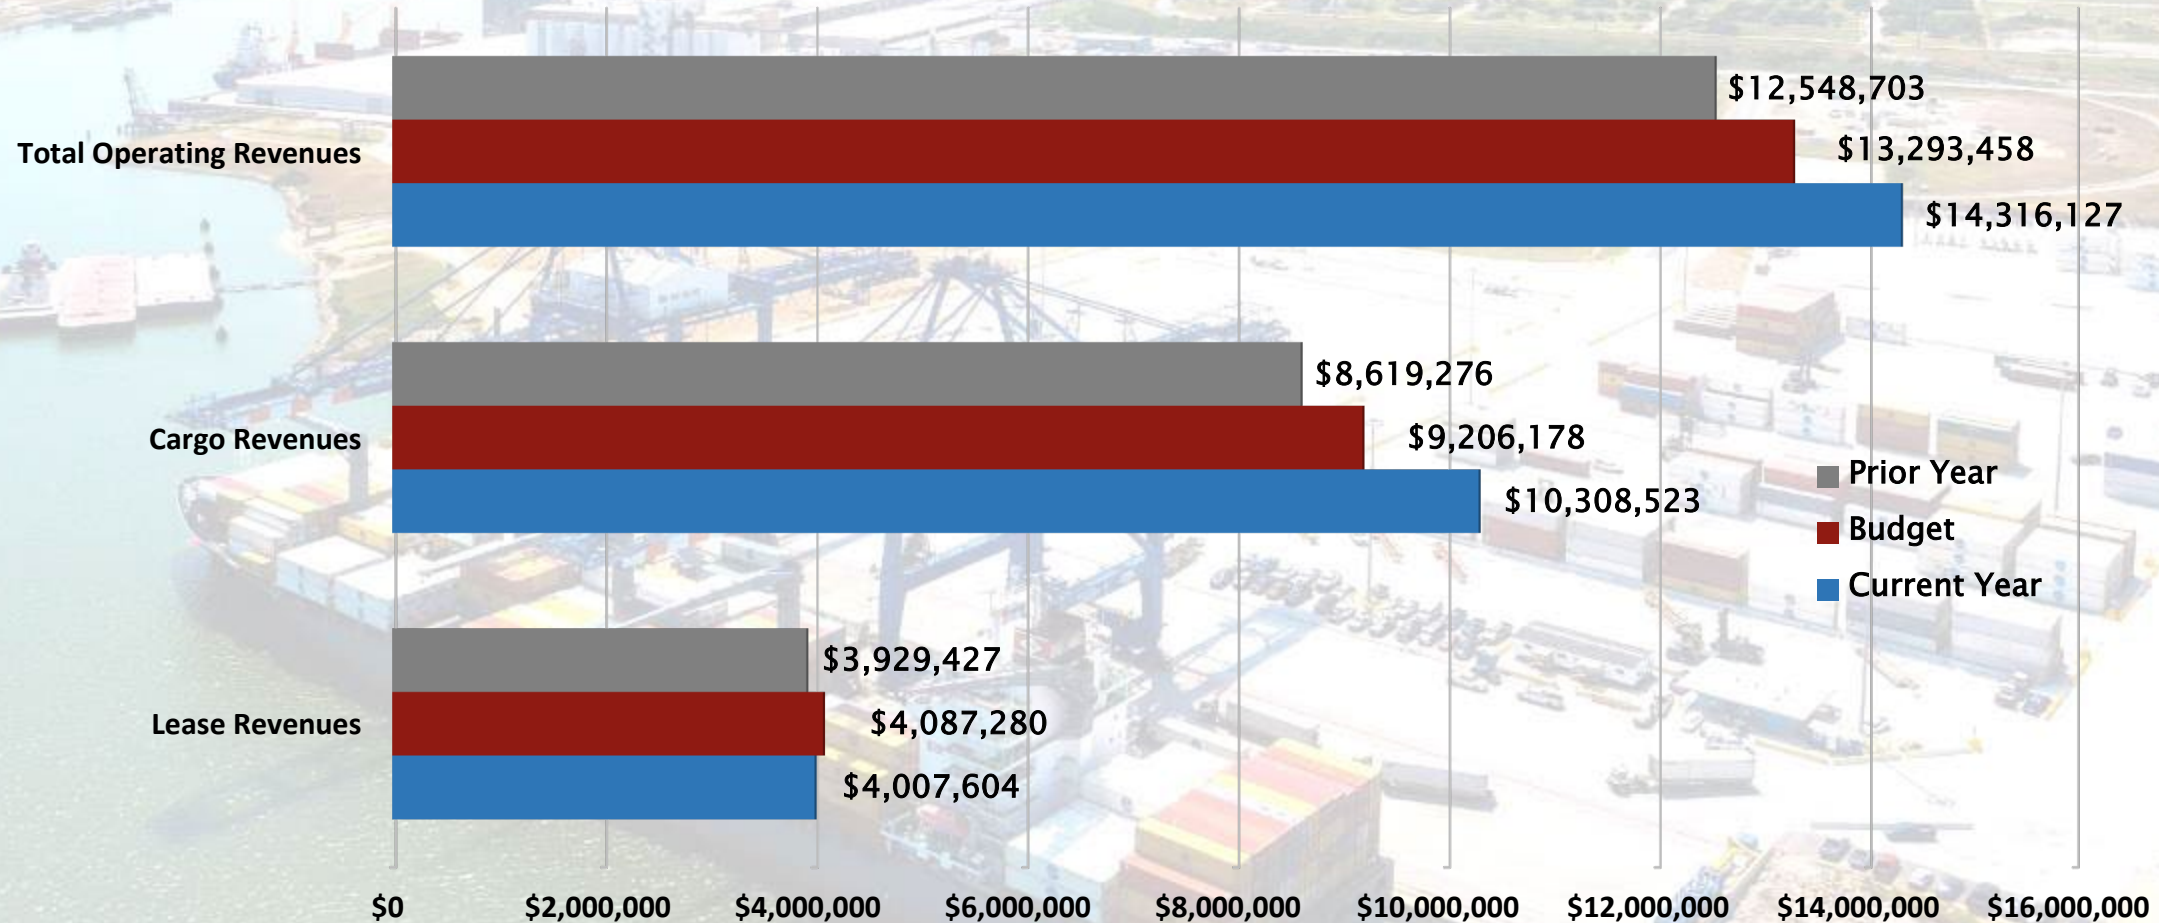 $12,548,703
Total Operating Revenues
$13,293,458
$14,316,127
$8,619,276
Cargo Revenues
$9,206,178
$10,308,523
Prior Year
Budget
Current Year
$3,929,427
Lease Revenues
$4,087,280
$4,007,604
$0 $2,000,000 $4,000,000 $6,000,000 $8,000,000 $10,000,000 $12,000,000 $14,000,000 $16,000,000